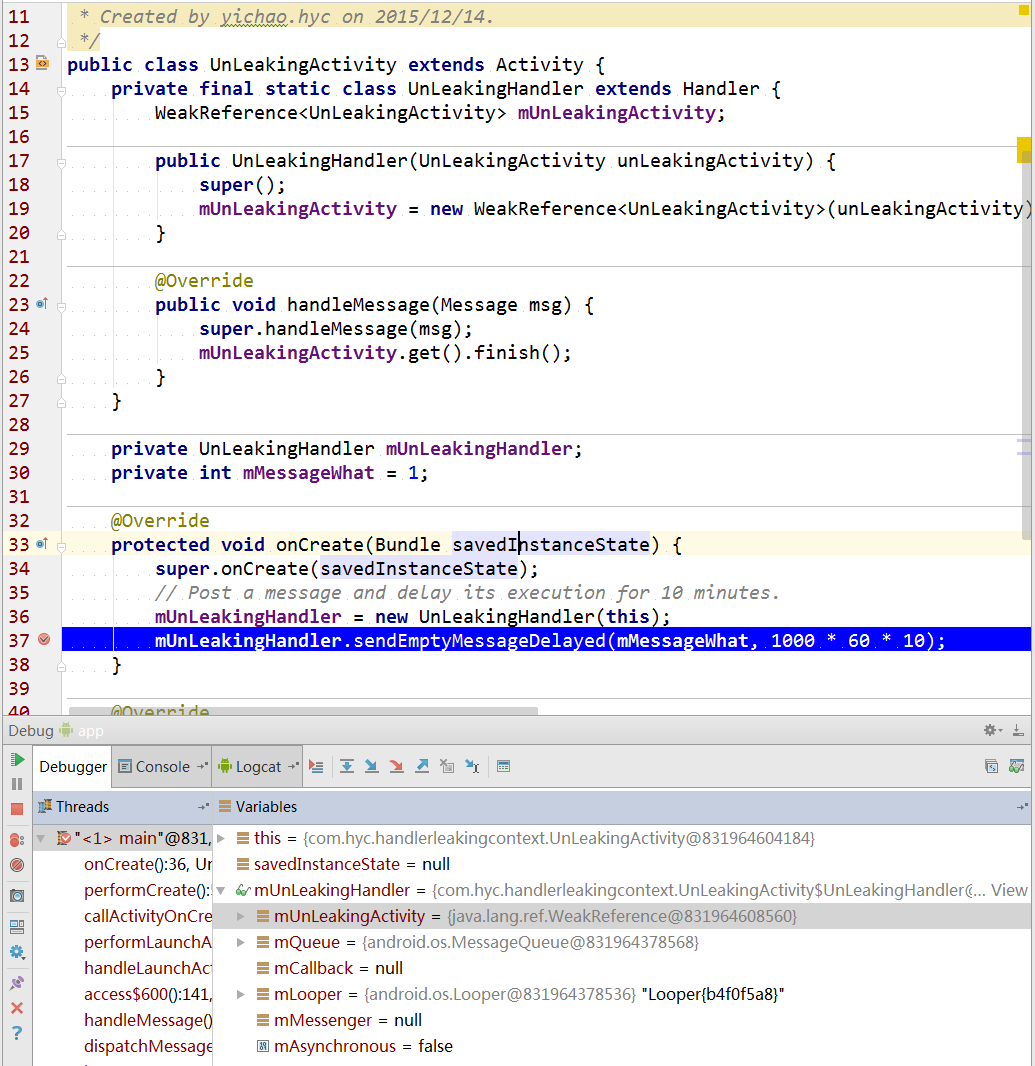 11 * Created by yichao.hyc on 2015/12/14.
12 */
13 public class UnLeakingActivity extends Activity {
14 private final static class UnLeakingHandler extends Handler {
15 WeakReference<UnLeakingActivity> mUnLeakingActivity;
16
17 public UnLeakingHandler(UnLeakingActivity unLeakingActivity) {
18 super();
19 mUnLeakingActivity = new WeakReference<UnLeakingActivity>(unLeakingActivity)
20 }
21
22 @Override
23 public void handleMessage(Message msg) {
24 super.handleMessage(msg);
25 mUnLeakingActivity.get().finish();
26 }
27 }
28
29 private UnLeakingHandler mUnLeakingHandler;
30 private int mMessageWhat = 1;
31
32 @Override
33 protected void onCreate(Bundle savedInstanceState) {
34 super.onCreate(savedInstanceState);
35 // Post a message and delay its execution for 10 minutes.
36 mUnLeakingHandler = new UnLeakingHandler(this);
37 mUnLeakingHandler.sendEmptyMessageDelayed(mMessageWhat, 1000 * 60 * 10);
38 }
39
40 @Override
Debug app
Debugger Console Logcat
Threads Variables
"<1> main"@831, this = {com.hyc.handlerleakingcontext.UnLeakingActivity@831964604184}
onCreate():36, Un savedInstanceState = null
performCreate():5 mUnLeakingHandler = {com.hyc.handlerleakingcontext.UnLeakingActivity$UnLeakingHandler@... View
callActivityOnCre mUnLeakingActivity = {java.lang.ref.WeakReference@831964608560}
performLaunchA mQueue = {android.os.MessageQueue@831964378568}
handleLaunchAct mCallback = null
access$600():141, mLooper = {android.os.Looper@831964378536} "Looper{b4f0f5a8}"
handleMessage() mMessenger = null
dispatchMessage mAsynchronous = false